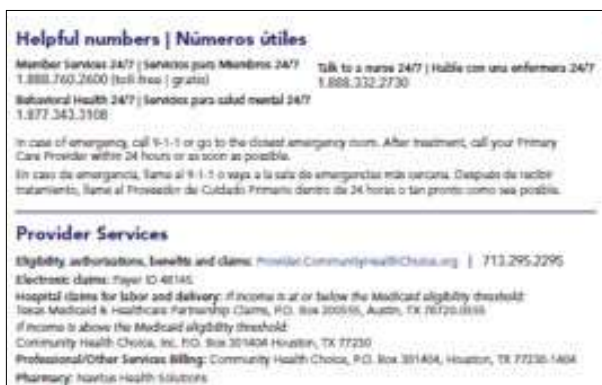 Helpful numbers | Números útiles
Member Services 24/7 | Servicios para Miembros 24/7
1.888.760.2600 (toll free | gratis)
Talk to a nurse 24/7 | Hable con una enfermera 24/7
1.888.332.2730
Behavioral Health 24/7 | Servicios para salud mental 24/7
1.877.343.3108
In case of emergency, call 9-1-1 or go to the closest emergency room. After treatment, call your Primary
Care Provider within 24 hours or as soon as possible.
En caso de emergencia, llame al 9-1-1 o vaya a la sala de emergencias más cercana. Después de recibir
tratamiento, llame al Proveedor de Cuidado Primario dentro de 24 horas o tan pronto como sea posible.
Provider Services
Eligibility, authorizations, benefits and claims: Provider.CommunityHealthChoice.org | 713.295.2295
Electronic claims: Payer ID 48145
Hospital claims for labor and delivery: If income is at or below the Medicaid eligibility threshold:
Texas Medicaid & Healthcare Partnership Claims, P.O. Box 200555, Austin, TX 78720-0555
If income is above the Medicaid eligibility threshold:
Community Health Choice, Inc. P.O. Box 301404 Houston, TX 77230
Professional/Other Services Billing: Community Health Choice, P.O. Box 301404, Houston, TX 77230-1404
Pharmacy: Navitus Health Solutions